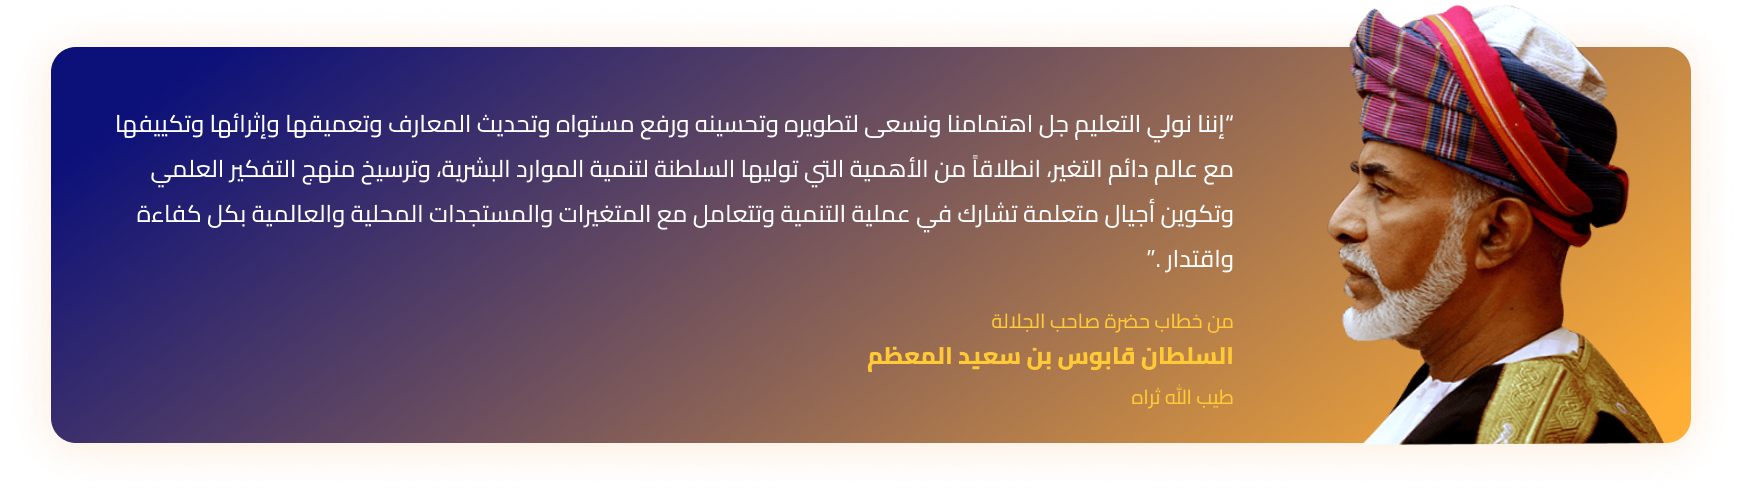 “إننا نولي التعليم جل اهتمامنا ونسعى لتطويره وتحسينه ورفع مستواه وتحديث المعارف وتعميقها وإثرائها وتكييفها
مع عالم دائم التغير، انطلاقاً من الأهمية التي توليها السلطنة لتنمية الموارد البشرية، وترسيخ منهج التفكير العلمي
وتكوين أجيال متعلمة تشارك في عملية التنمية وتتعامل مع المتغيرات والمستجدات المحلية والعالمية بكل كفاءة
واقتدار .”
من خطاب حضرة صاحب الجلالة
السلطان قابوس بن سعيد المعظم
طيب الله ثراه